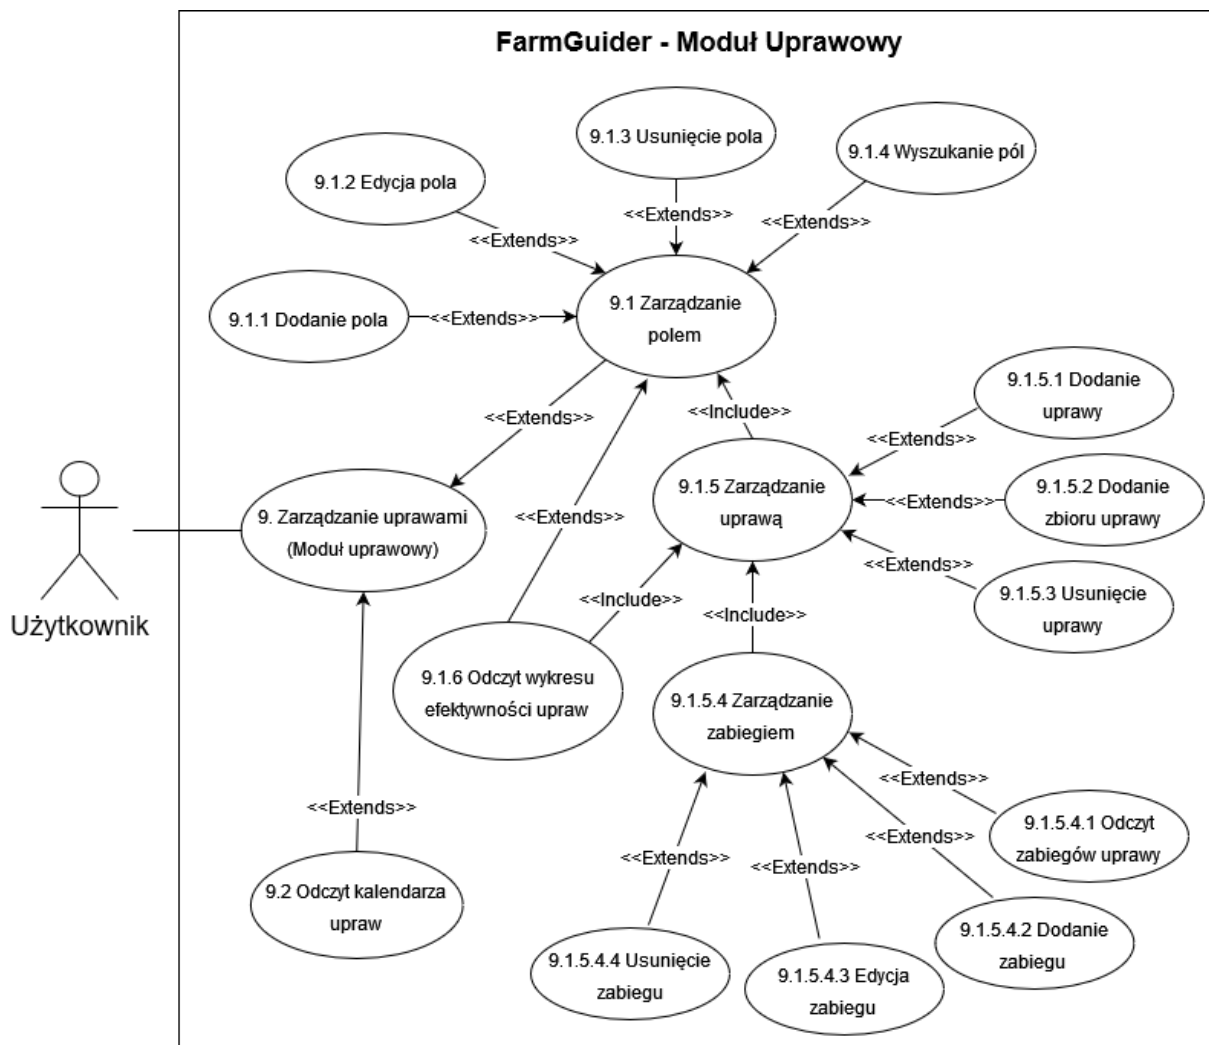 FarmGuider - Moduł Uprawowy
9.1.3 Usunięcie pola
9.1.4 Wyszukanie pól
9.1.2 Edycja pola
<<Extends>>
<<Extends>>
<<Extends>>
9.1 Zarządzanie
polem
9.1.1 Dodanie pola
<<Extends>>
<<Extends>>
<<Include>>
9.1.5.1 Dodanie
uprawy
<<Extends>>
9.1.5 Zarządzanie
uprawą
<<Extends>>
9.1.5.2 Dodanie
zbioru uprawy
9. Zarządzanie uprawami
(Moduł uprawowy)
<<Extends>>
<<Extends>>
9.1.5.3 Usunięcie
uprawy
Użytkownik
<<Include>>
<<Include>>
9.1.6 Odczyt wykresu
efektywności upraw
9.1.5.4 Zarządzanie
zabiegiem
<<Extends>>
<<Extends>>
9.1.5.4.1 Odczyt
zabiegów uprawy
<<Extends>>
<<Extends>>
<<Extends>>
9.2 Odczyt kalendarza
upraw
9.1.5.4.2 Dodanie
zabiegu
9.1.5.4.4 Usunięcie
zabiegu
9.1.5.4.3 Edycja
zabiegu